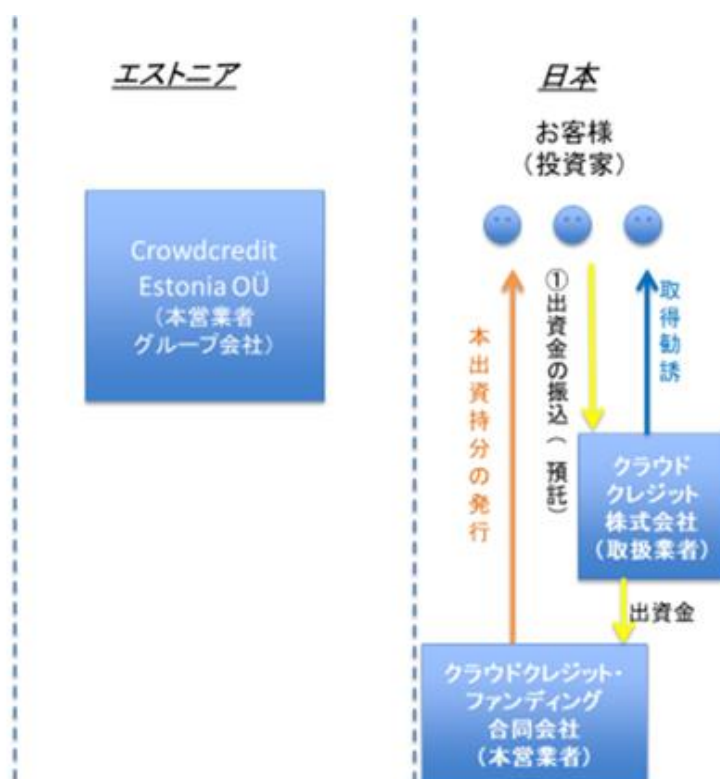 エストニア
日本
お客様
（投資家）
Crowdcredit
Estonia OÜ
（本営業者
グループ会社）
本出資持分の発行
①出資金の振込（ 預託）
取得勧誘
クラウド
クレジット
株式会社
（取扱業者）
出資金
クラウドクレジット・
ファンディング
合同会社
（本営業者）